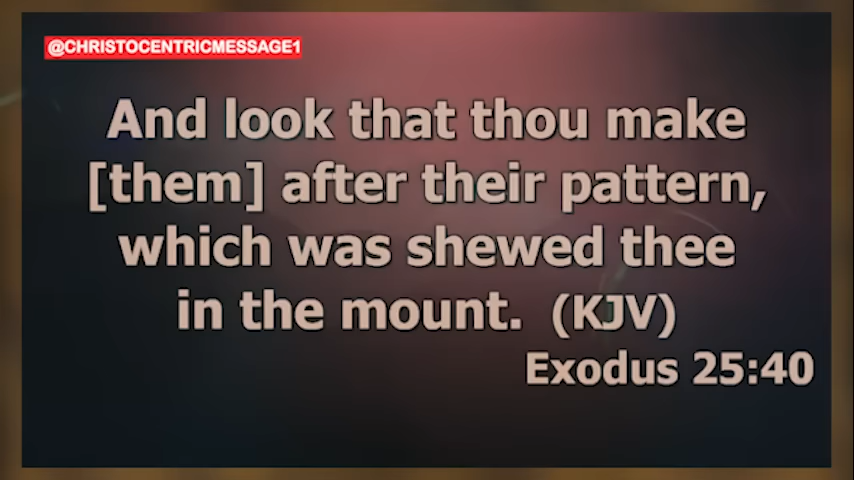 @CHRISTOCENTRICMESSAGE1
And look that thou make
[them] after their pattern,
which was shewed thee
in the mount. (KJV)
Exodus 25:40